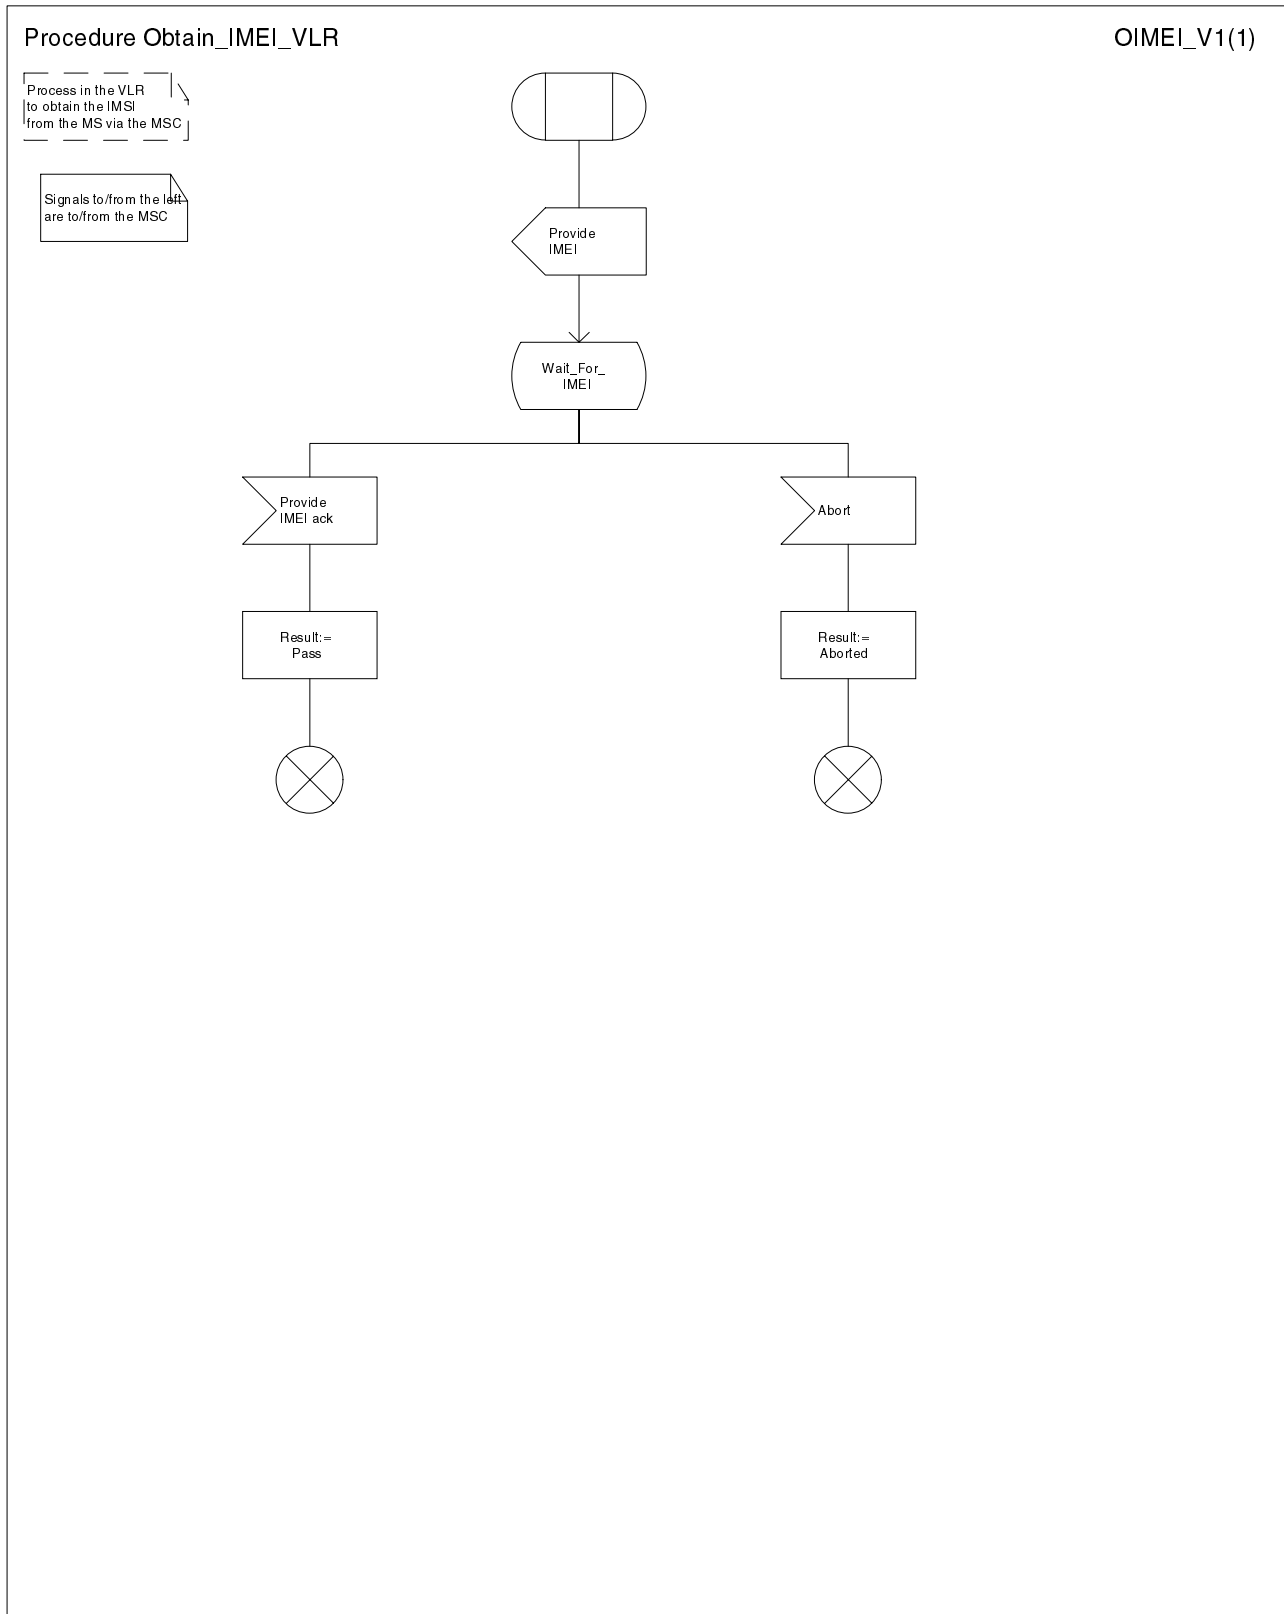 Procedure Obtain_IMEI_VLR
OIMEI_V1(1)
Process in the VLR
to obtain the IMSI
from the MS via the MSC
Signals to/from the left
are to/from the MSC
Provide
IMEI
Wait_For_
IMEI
Provide
IMEI ack
Abort
Result:=
Pass
Result:=
Aborted